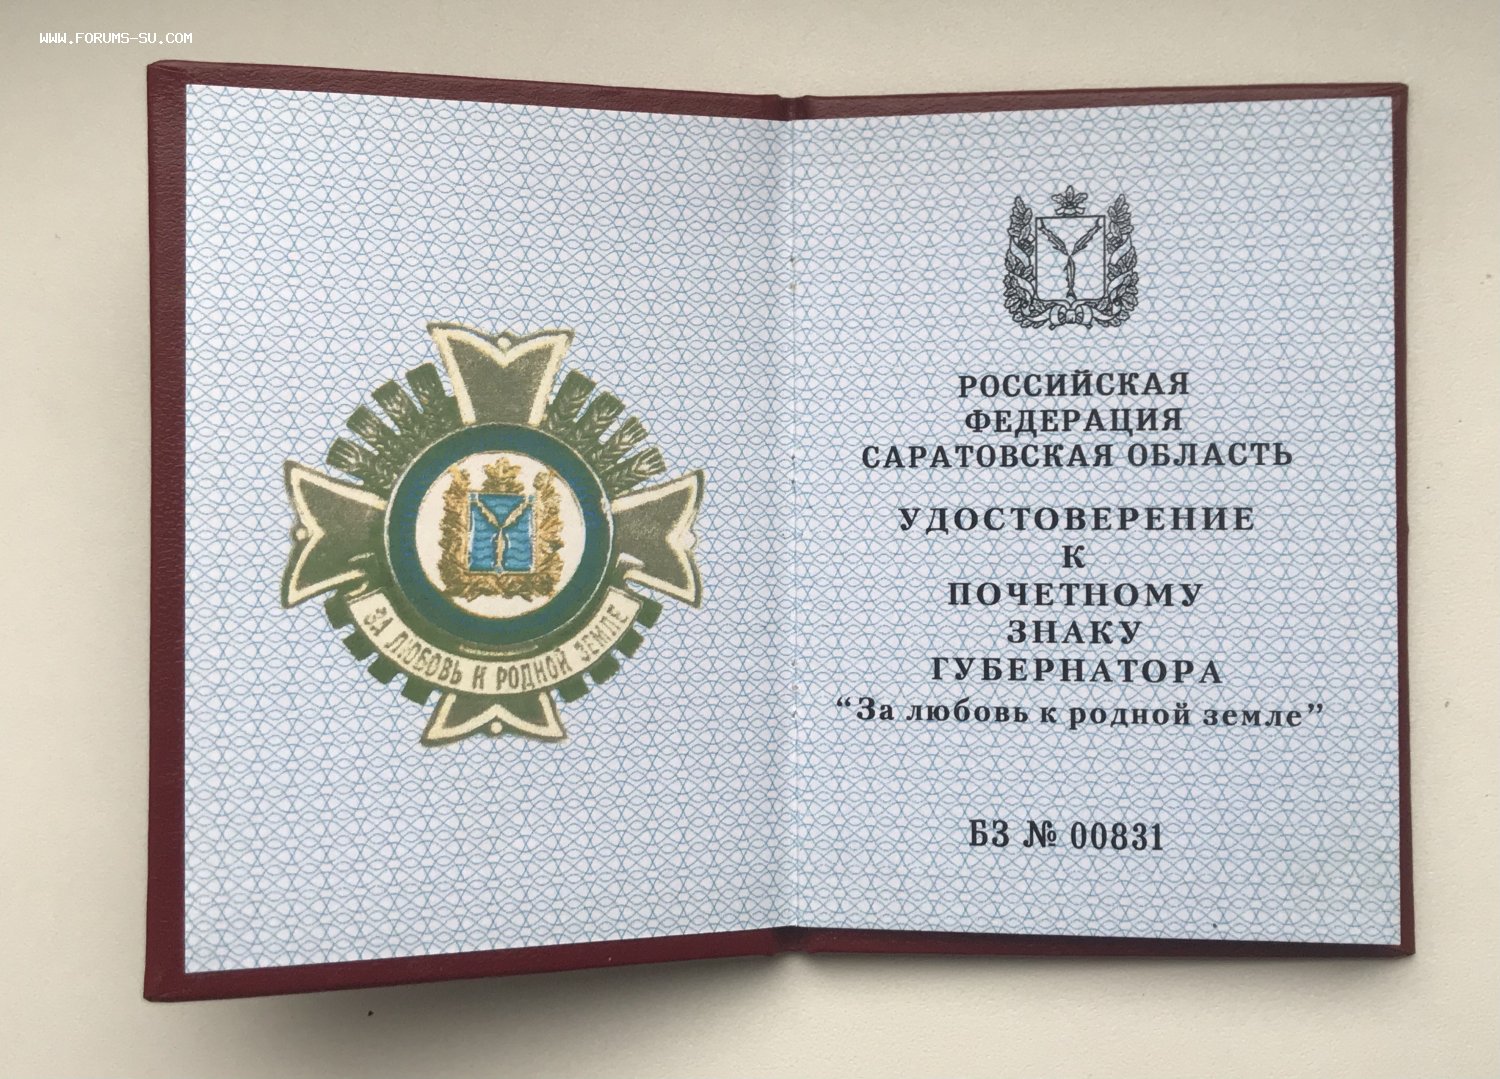 WWW.FORUMS-SU.COM
ЗА ЛЮБОВЬ К РОДНОЙ ЗЕМЛЕ
РОССИЙСКАЯ
ФЕДЕРАЦИЯ
САРАТОВСКАЯ ОБЛАСТЬ
УДОСТОВЕРЕНИЕ
К
ПОЧЕТНОМУ
ЗНАКУ
ГУБЕРНАТОРА
“За любовь к родной земле”
БЗ № 00831